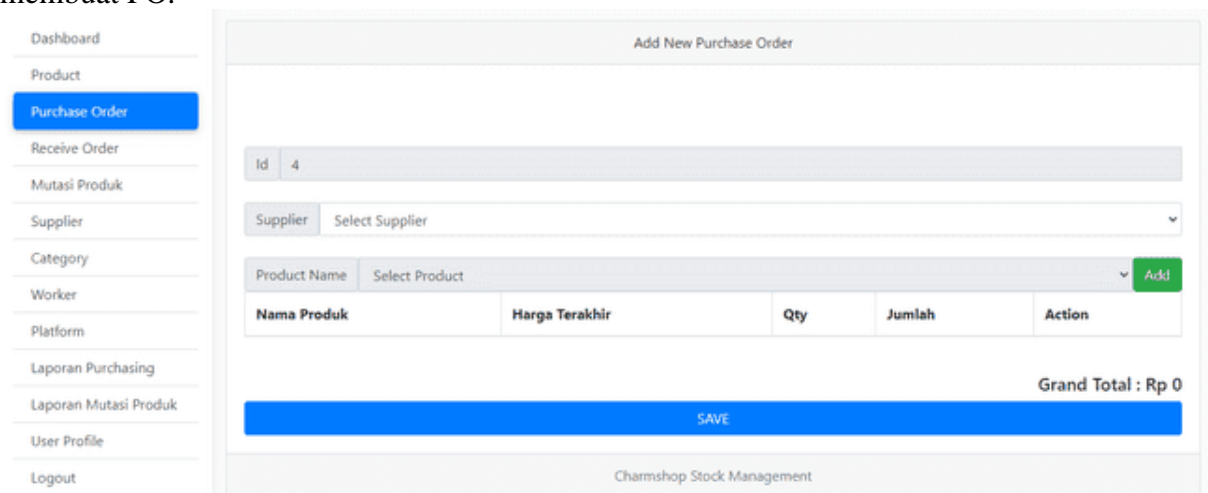 membuat PO.
Dashboard
Product
Purchase Order
Receive Order
Mutasi Produk
Supplier
Category
Worker
Platform
Laporan Purchasing
Laporan Mutasi Produk
User Profile
Logout
Add New Purchase Order
Id 4
Supplier Select Supplier
Product Name Select Product Add
Nama Produk Harga Terakhir Qty Jumlah Action
Grand Total : Rp 0
SAVE
Charmshop Stock Management